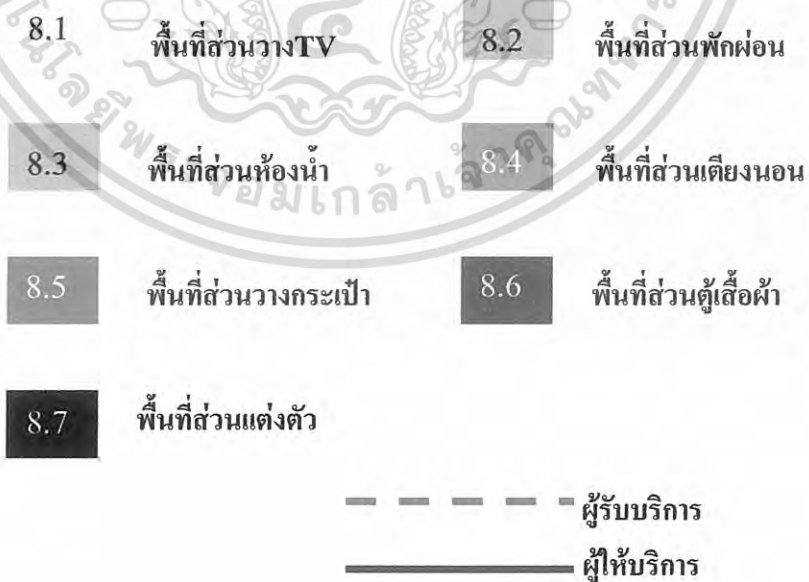 8.1 พื้นที่ส่วนวางTV 8.2 พื้นที่ส่วนพักผ่อน
8.3 พื้นที่ส่วนห้องน้ำ 8.4 พื้นที่ส่วนเตียงนอน
8.5 พื้นที่ส่วนวางกระเป๋า 8.6 พื้นที่ส่วนตู้เสื้อผ้า
8.7 พื้นที่ส่วนแต่งตัว
ผู้รับบริการ
ผู้ให้บริการ